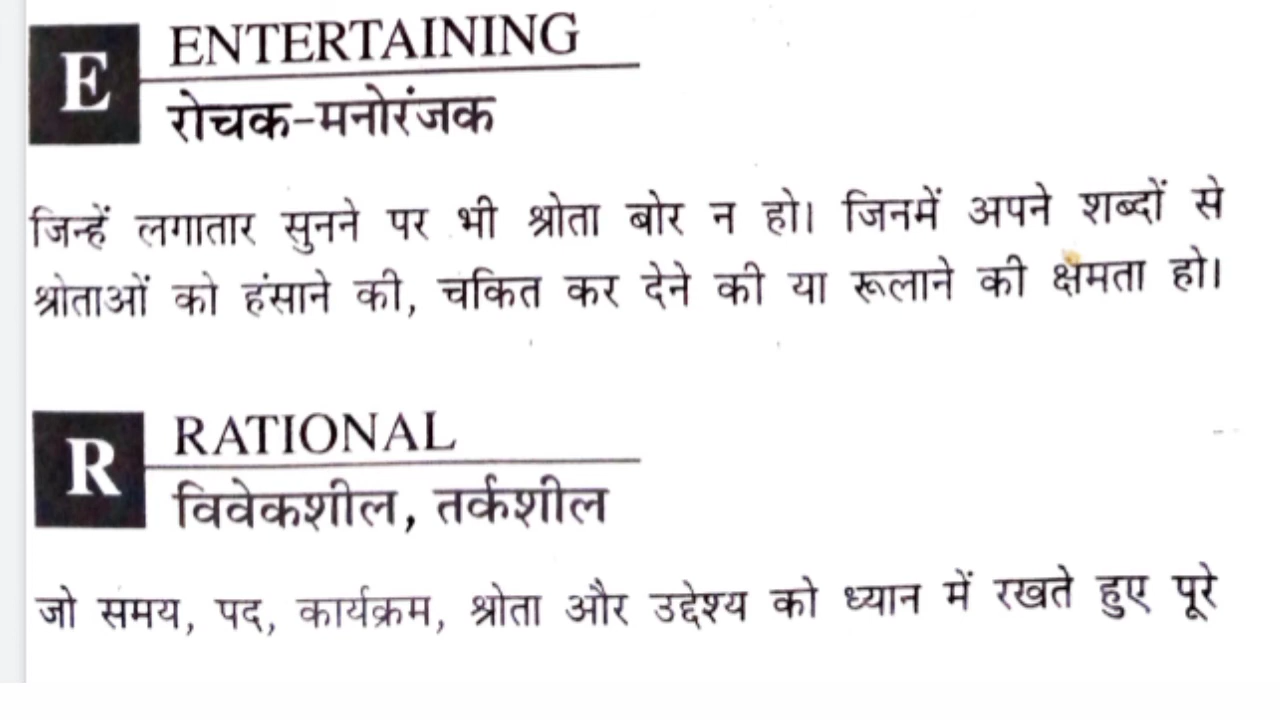 E ENTERTAINING
रोचक-मनोरंजक
जिन्हें लगातार सुनने पर भी श्रोता बोर न हो। जिनमें अपने शब्दों से
श्रोताओं को हंसाने की, चकित कर देने की या रूलाने की क्षमता हो।
R RATIONAL
विवेकशील, तर्कशील
जो समय, पद, कार्यक्रम, श्रोता और उद्देश्य को ध्यान में रखते हुए पूरे